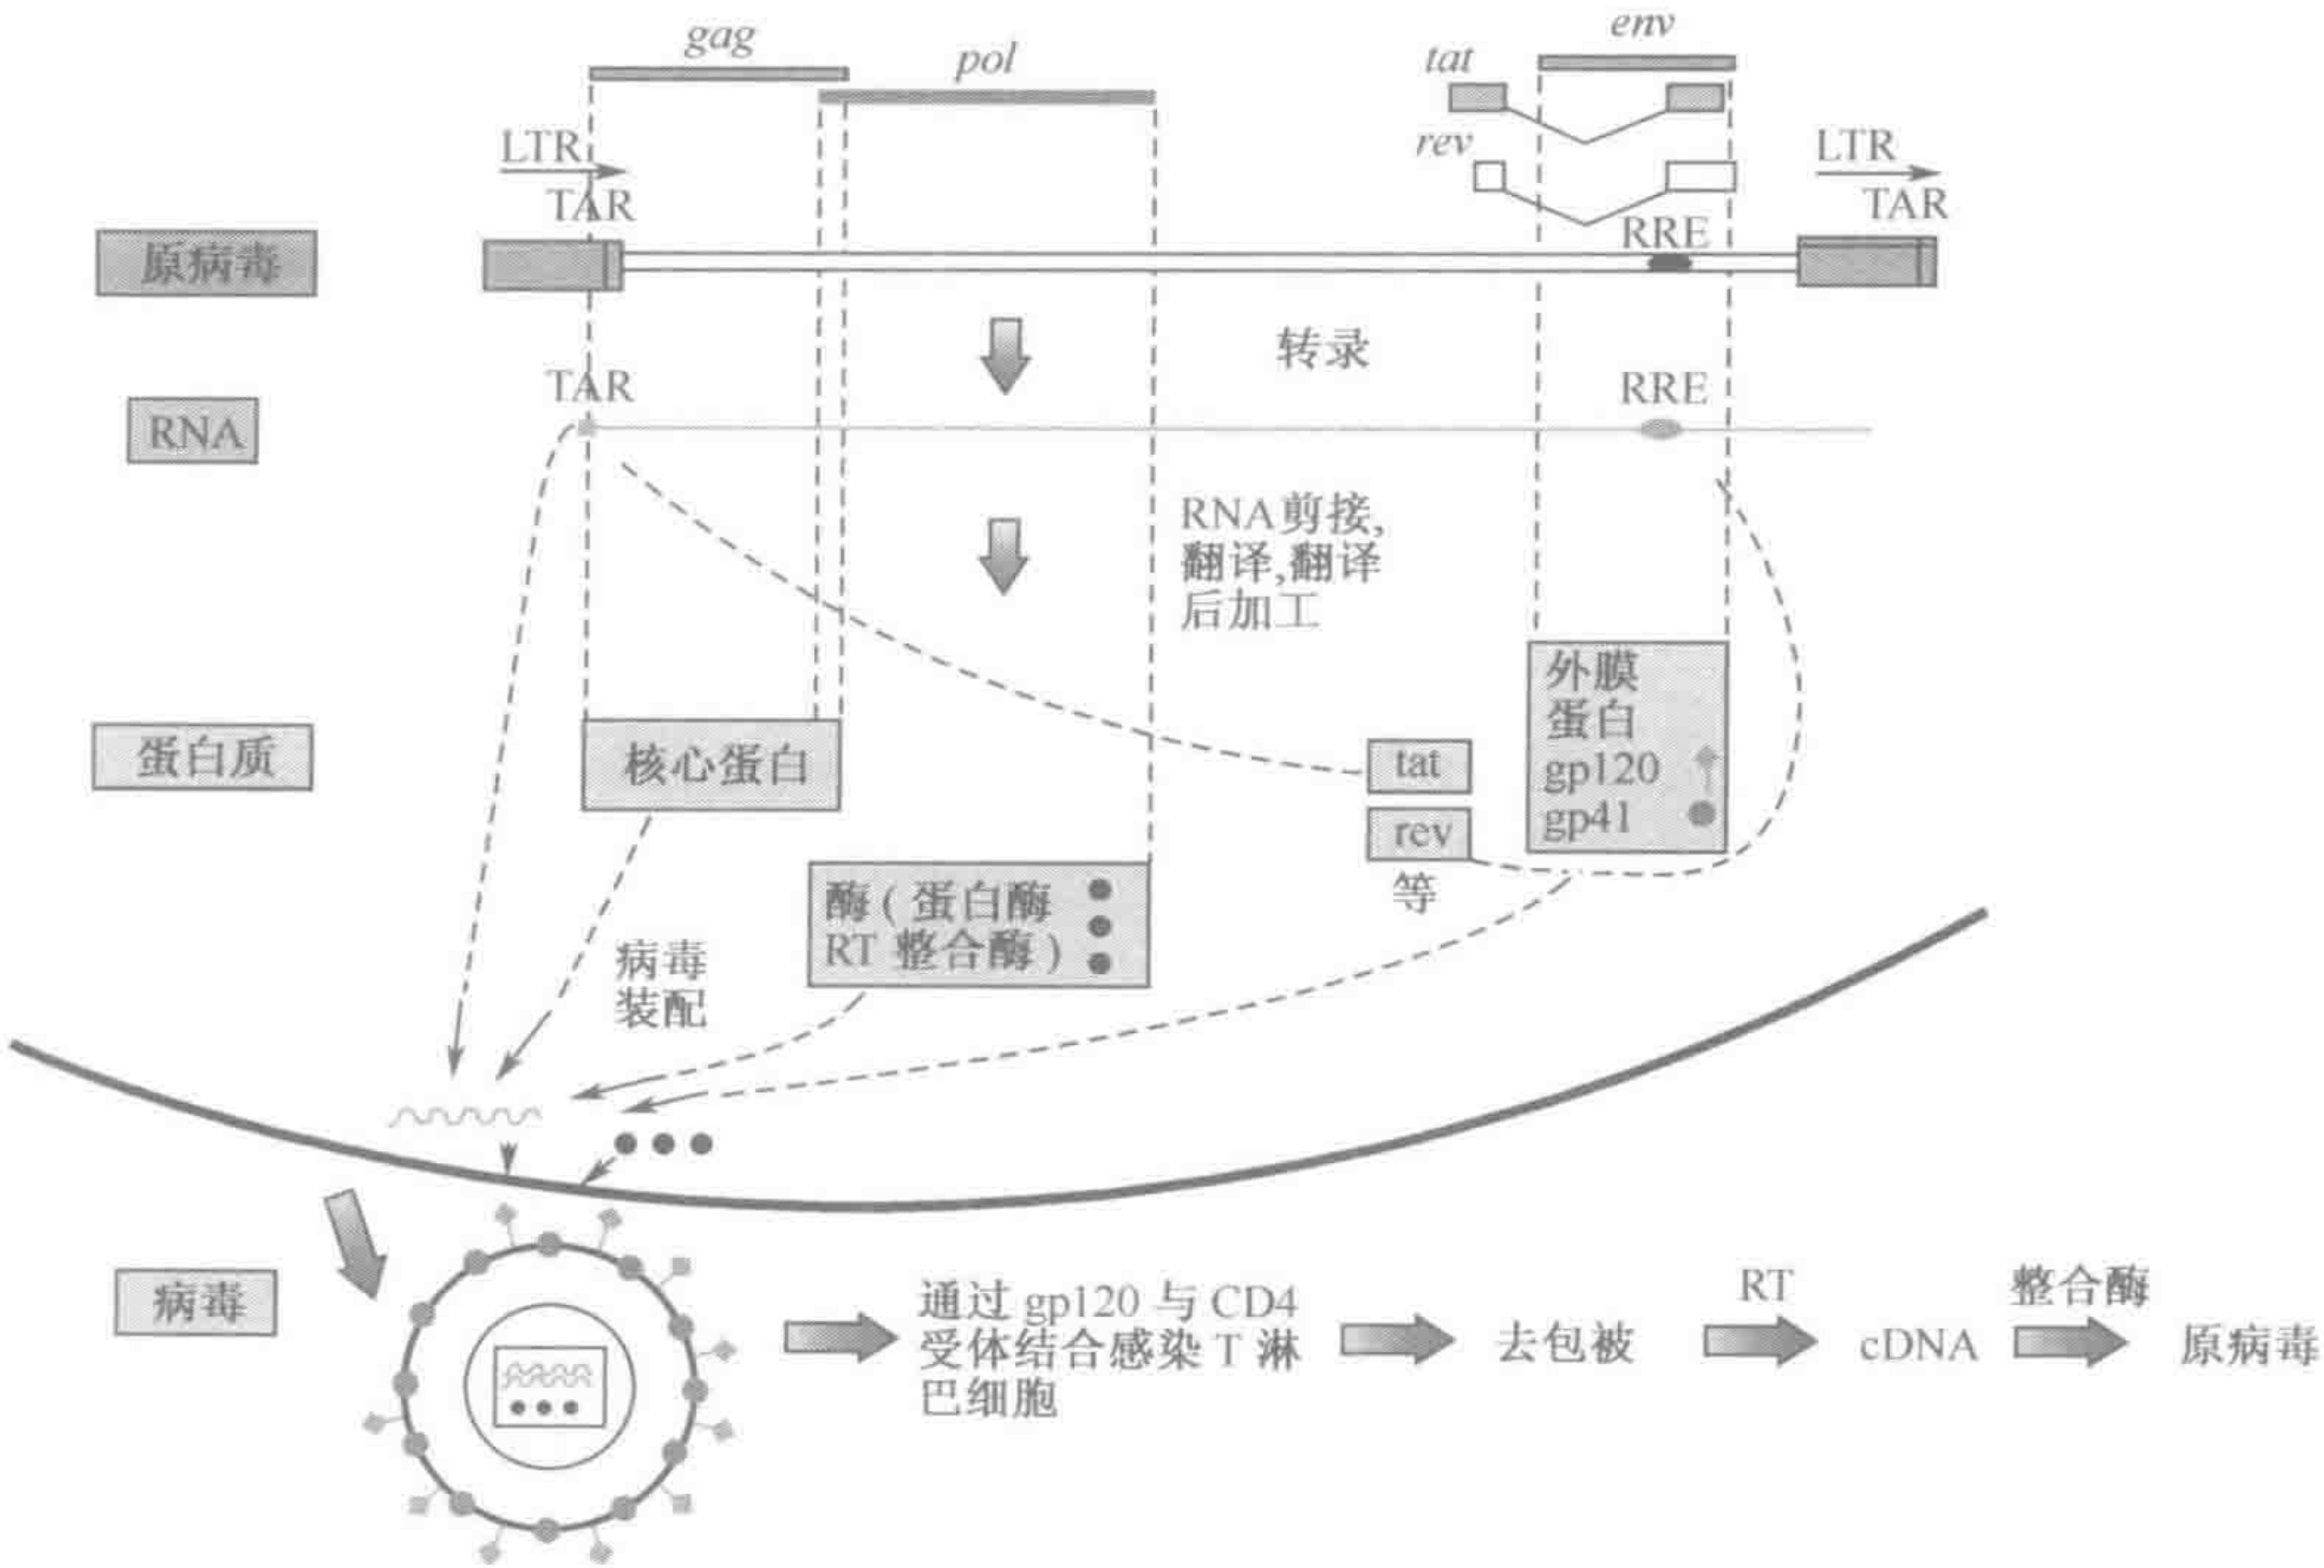 gag
pol
env
tat
rev
LTR
LTR
TAR
TAR
RRE
原病毒
转录
TAR
RRE
RNA
RNA剪接,
翻译,翻译
后加工
外膜
蛋白
gp120
gp41
蛋白质
核心蛋白
tat
rev
等
酶(蛋白酶
RT 整合酶)
病毒
装配
病毒
通过 gp120 与 CD4
受体结合感染 T 淋
巴细胞
去包被
RT
cDNA
整合酶
原病毒